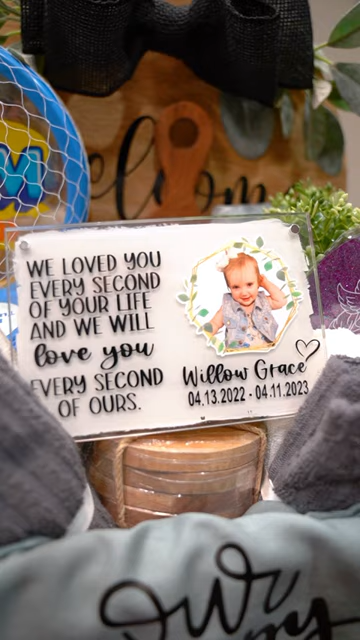 Welcome
M
WE LOVED YOU
EVERY SECOND
OF YOUR LIFE
AND WE WILL
love you
EVERY SECOND
OF OURS.
Willow Grace
04.13.2022 - 04.11.2023